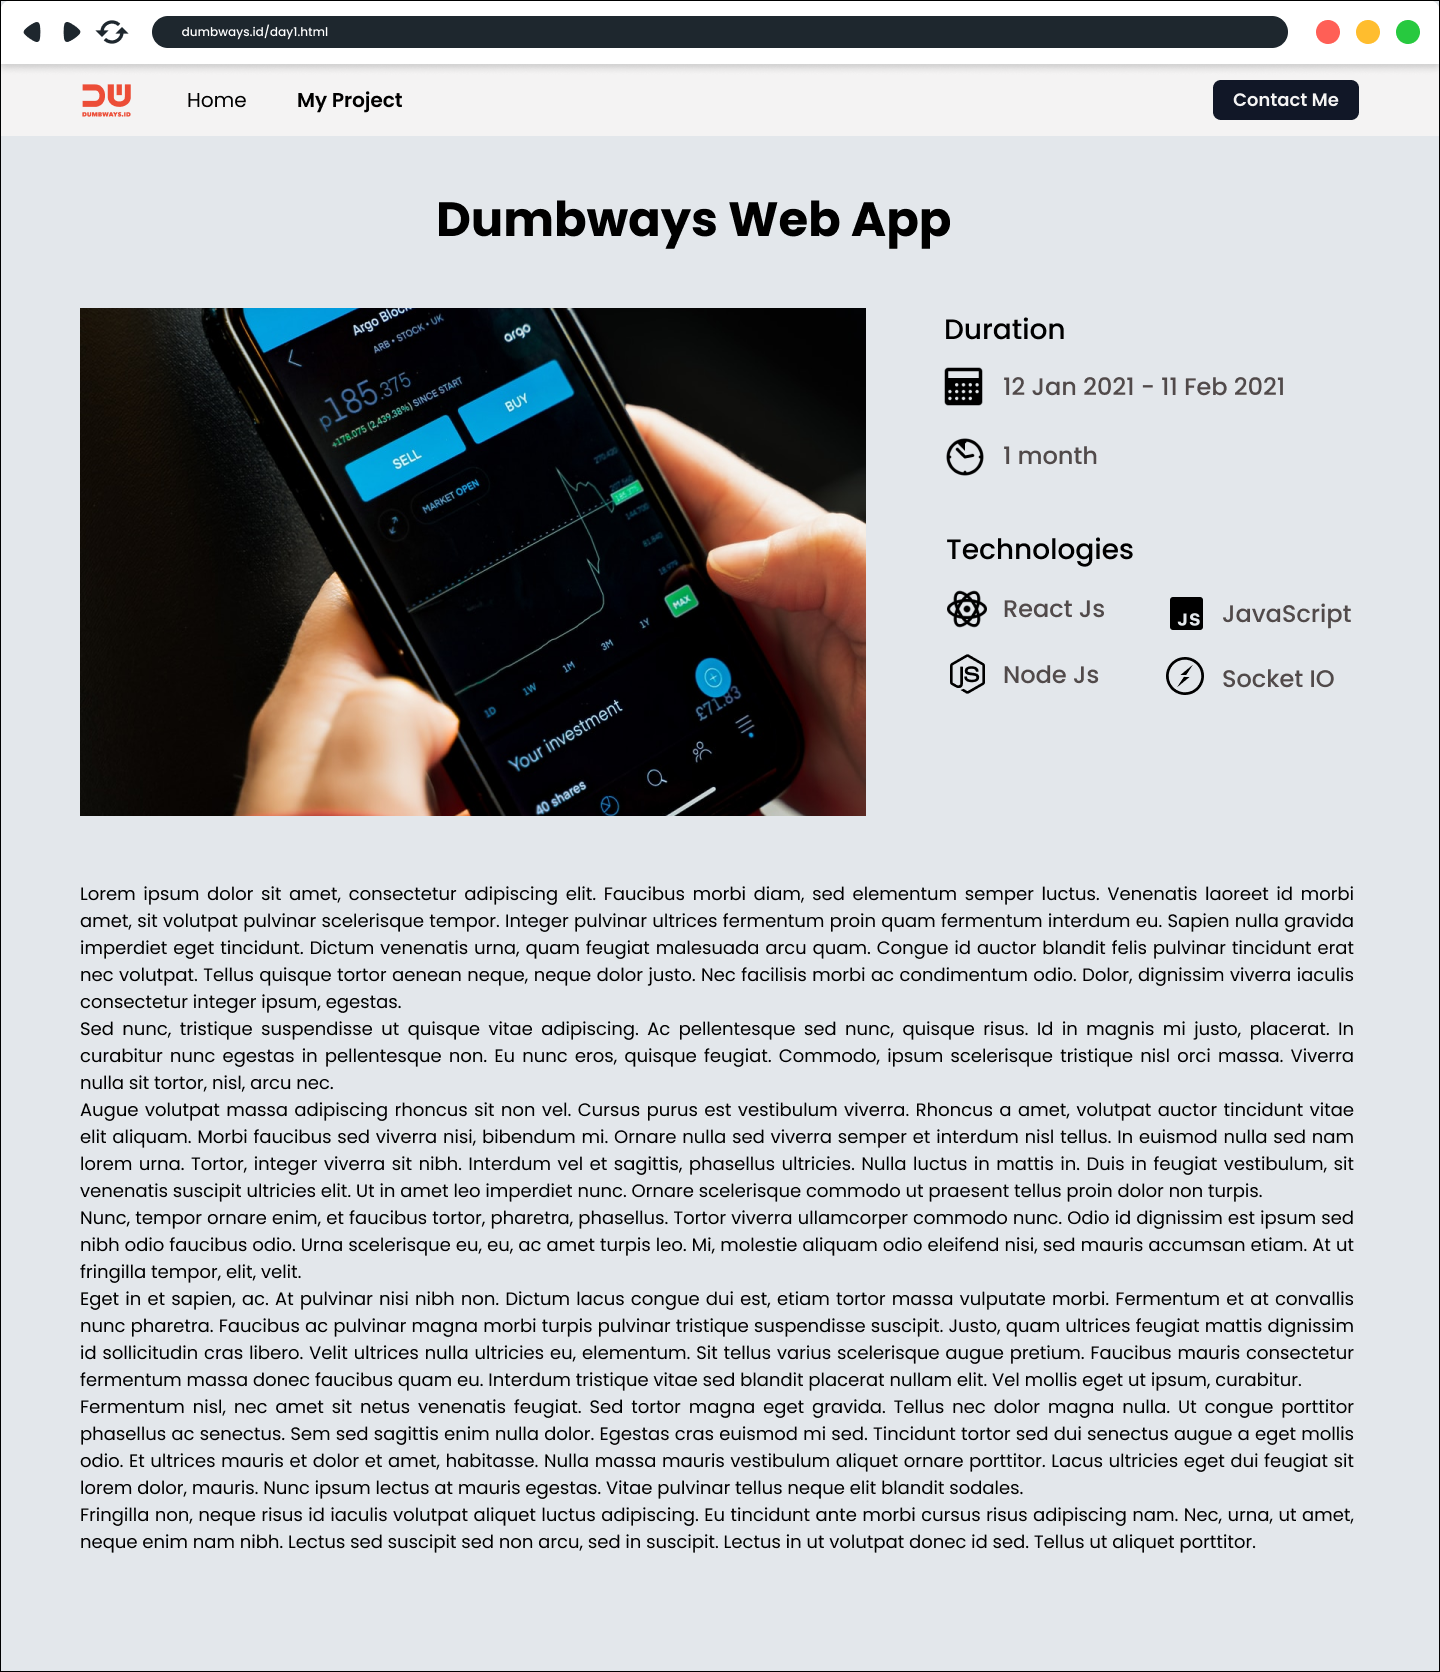 dumbways.id/day1.html
DW
DUMBWAYS.ID
Home
My Project
Contact Me
Dumbways Web App
Argo Block
ARB • STOCK • UK
argo
p185.375
+178.075 (2,439.38%) SINCE START
SELL
BUY
MARKET OPEN
MAX
1D
1W
1M
3M
1Y
Your investment
£71.83
40 shares
Duration
12 Jan 2021 - 11 Feb 2021
1 month
Technologies
React Js
JS
JavaScript
JS
Node Js
Socket IO
Lorem ipsum dolor sit amet, consectetur adipiscing elit. Faucibus morbi diam, sed elementum semper luctus. Venenatis laoreet id morbi
amet, sit volutpat pulvinar scelerisque tempor. Integer pulvinar ultrices fermentum proin quam fermentum interdum eu. Sapien nulla gravida
imperdiet eget tincidunt. Dictum venenatis urna, quam feugiat malesuada arcu quam. Congue id auctor blandit felis pulvinar tincidunt erat
nec volutpat. Tellus quisque tortor aenean neque, neque dolor justo. Nec facilisis morbi ac condimentum odio. Dolor, dignissim viverra iaculis
consectetur integer ipsum, egestas.
Sed nunc, tristique suspendisse ut quisque vitae adipiscing. Ac pellentesque sed nunc, quisque risus. Id in magnis mi justo, placerat. In
curabitur nunc egestas in pellentesque non. Eu nunc eros, quisque feugiat. Commodo, ipsum scelerisque tristique nisl orci massa. Viverra
nulla sit tortor, nisl, arcu nec.
Augue volutpat massa adipiscing rhoncus sit non vel. Cursus purus est vestibulum viverra. Rhoncus a amet, volutpat auctor tincidunt vitae
elit aliquam. Morbi faucibus sed viverra nisi, bibendum mi. Ornare nulla sed viverra semper et interdum nisl tellus. In euismod nulla sed nam
lorem urna. Tortor, integer viverra sit nibh. Interdum vel et sagittis, phasellus ultricies. Nulla luctus in mattis in. Duis in feugiat vestibulum, sit
venenatis suscipit ultricies elit. Ut in amet leo imperdiet nunc. Ornare scelerisque commodo ut praesent tellus proin dolor non turpis.
Nunc, tempor ornare enim, et faucibus tortor, pharetra, phasellus. Tortor viverra ullamcorper commodo nunc. Odio id dignissim est ipsum sed
nibh odio faucibus odio. Urna scelerisque eu, eu, ac amet turpis leo. Mi, molestie aliquam odio eleifend nisi, sed mauris accumsan etiam. At ut
fringilla tempor, elit, velit.
Eget in et sapien, ac. At pulvinar nisi nibh non. Dictum lacus congue dui est, etiam tortor massa vulputate morbi. Fermentum et at convallis
nunc pharetra. Faucibus ac pulvinar magna morbi turpis pulvinar tristique suspendisse suscipit. Justo, quam ultrices feugiat mattis dignissim
id sollicitudin cras libero. Velit ultrices nulla ultricies eu, elementum. Sit tellus varius scelerisque augue pretium. Faucibus mauris consectetur
fermentum massa donec faucibus quam eu. Interdum tristique vitae sed blandit placerat nullam elit. Vel mollis eget ut ipsum, curabitur.
Fermentum nisl, nec amet sit netus venenatis feugiat. Sed tortor magna eget gravida. Tellus nec dolor magna nulla. Ut congue porttitor
phasellus ac senectus. Sem sed sagittis enim nulla dolor. Egestas cras euismod mi sed. Tincidunt tortor sed dui senectus augue a eget mollis
odio. Et ultrices mauris et dolor et amet, habitasse. Nulla massa mauris vestibulum aliquet ornare porttitor. Lacus ultricies eget dui feugiat sit
lorem dolor, mauris. Nunc ipsum lectus at mauris egestas. Vitae pulvinar tellus neque elit blandit sodales.
Fringilla non, neque risus id iaculis volutpat aliquet luctus adipiscing. Eu tincidunt ante morbi cursus risus adipiscing nam. Nec, urna, ut amet,
neque enim nam nibh. Lectus sed suscipit sed non arcu, sed in suscipit. Lectus in ut volutpat donec id sed. Tellus ut aliquet porttitor.